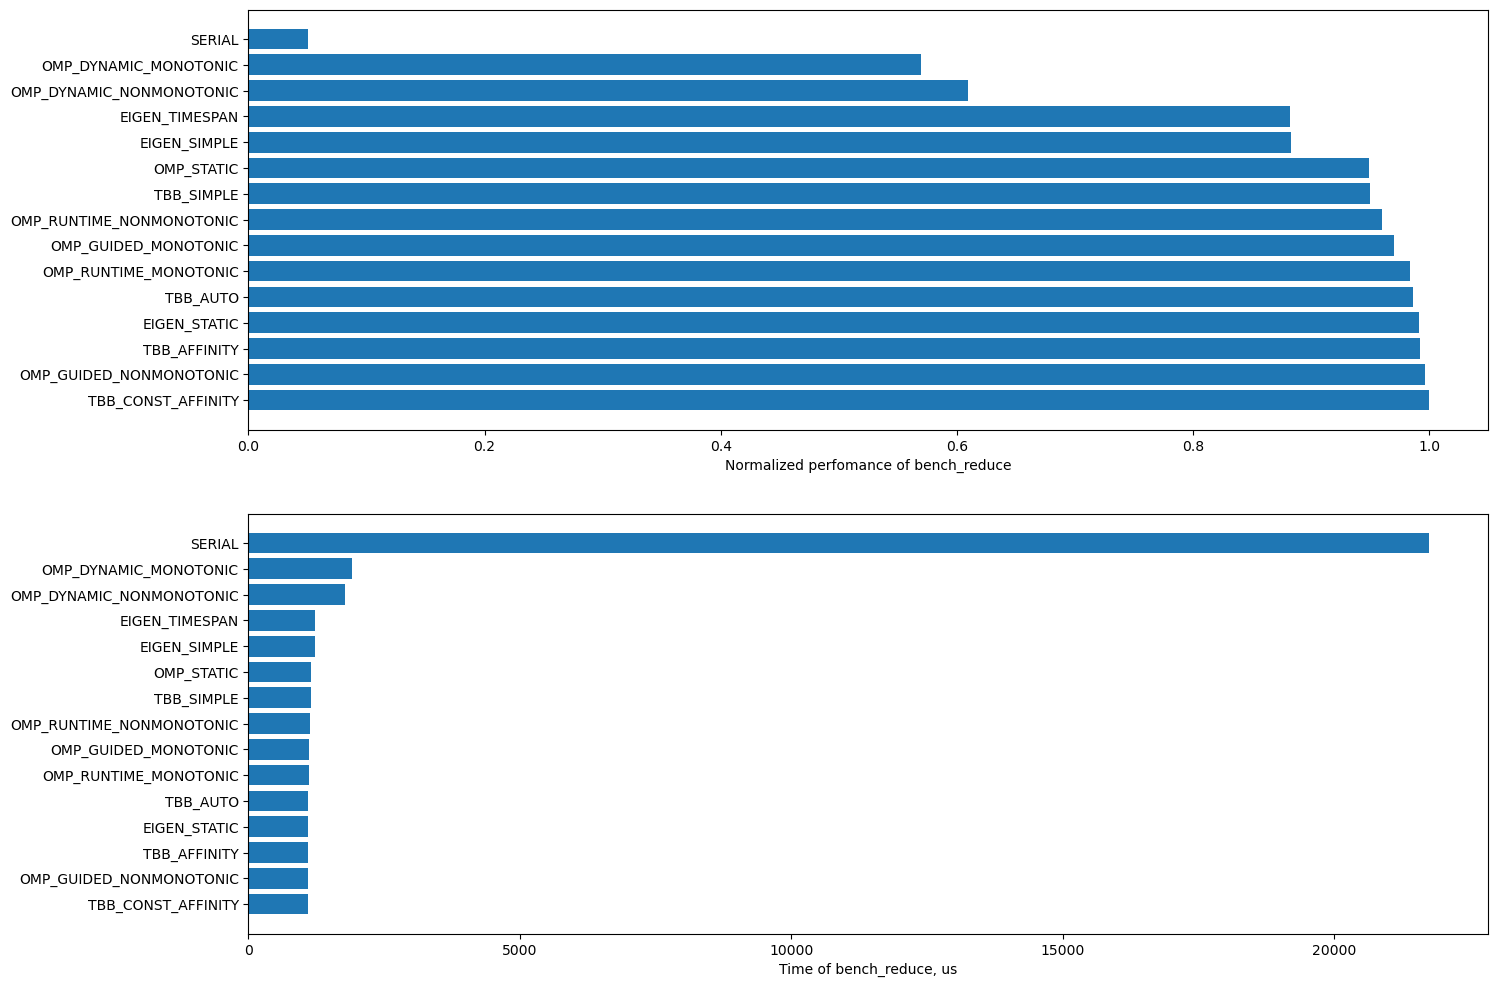 SERIAL
OMP_DYNAMIC_MONOTONIC
OMP_DYNAMIC_NONMONOTONIC
EIGEN_TIMESPAN
EIGEN_SIMPLE
OMP_STATIC
TBB_SIMPLE
OMP_RUNTIME_NONMONOTONIC
OMP_GUIDED_MONOTONIC
OMP_RUNTIME_MONOTONIC
TBB_AUTO
EIGEN_STATIC
TBB_AFFINITY
OMP_GUIDED_NONMONOTONIC
TBB_CONST_AFFINITY
0.0 0.2 0.4 0.6 0.8 1.0
Normalized perfomance of bench_reduce
SERIAL
OMP_DYNAMIC_MONOTONIC
OMP_DYNAMIC_NONMONOTONIC
EIGEN_TIMESPAN
EIGEN_SIMPLE
OMP_STATIC
TBB_SIMPLE
OMP_RUNTIME_NONMONOTONIC
OMP_GUIDED_MONOTONIC
OMP_RUNTIME_MONOTONIC
TBB_AUTO
EIGEN_STATIC
TBB_AFFINITY
OMP_GUIDED_NONMONOTONIC
TBB_CONST_AFFINITY
0 5000 10000 15000 20000
Time of bench_reduce, us